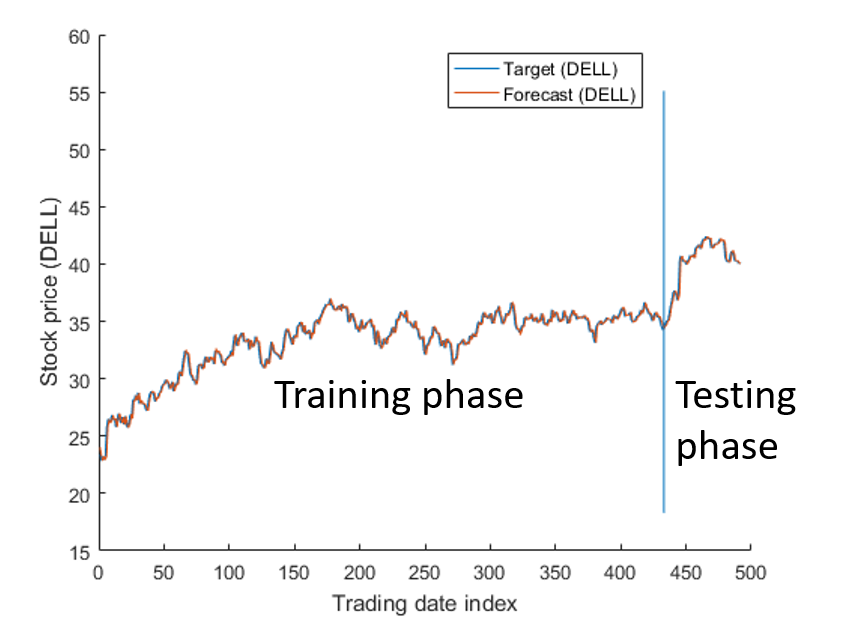 60
55
50
45
40
35
30
25
20
15
Stock price (DELL)
Target (DELL)
Forecast (DELL)
Training phase
Testing
phase
0 50 100 150 200 250 300 350 400 450 500
Trading date index